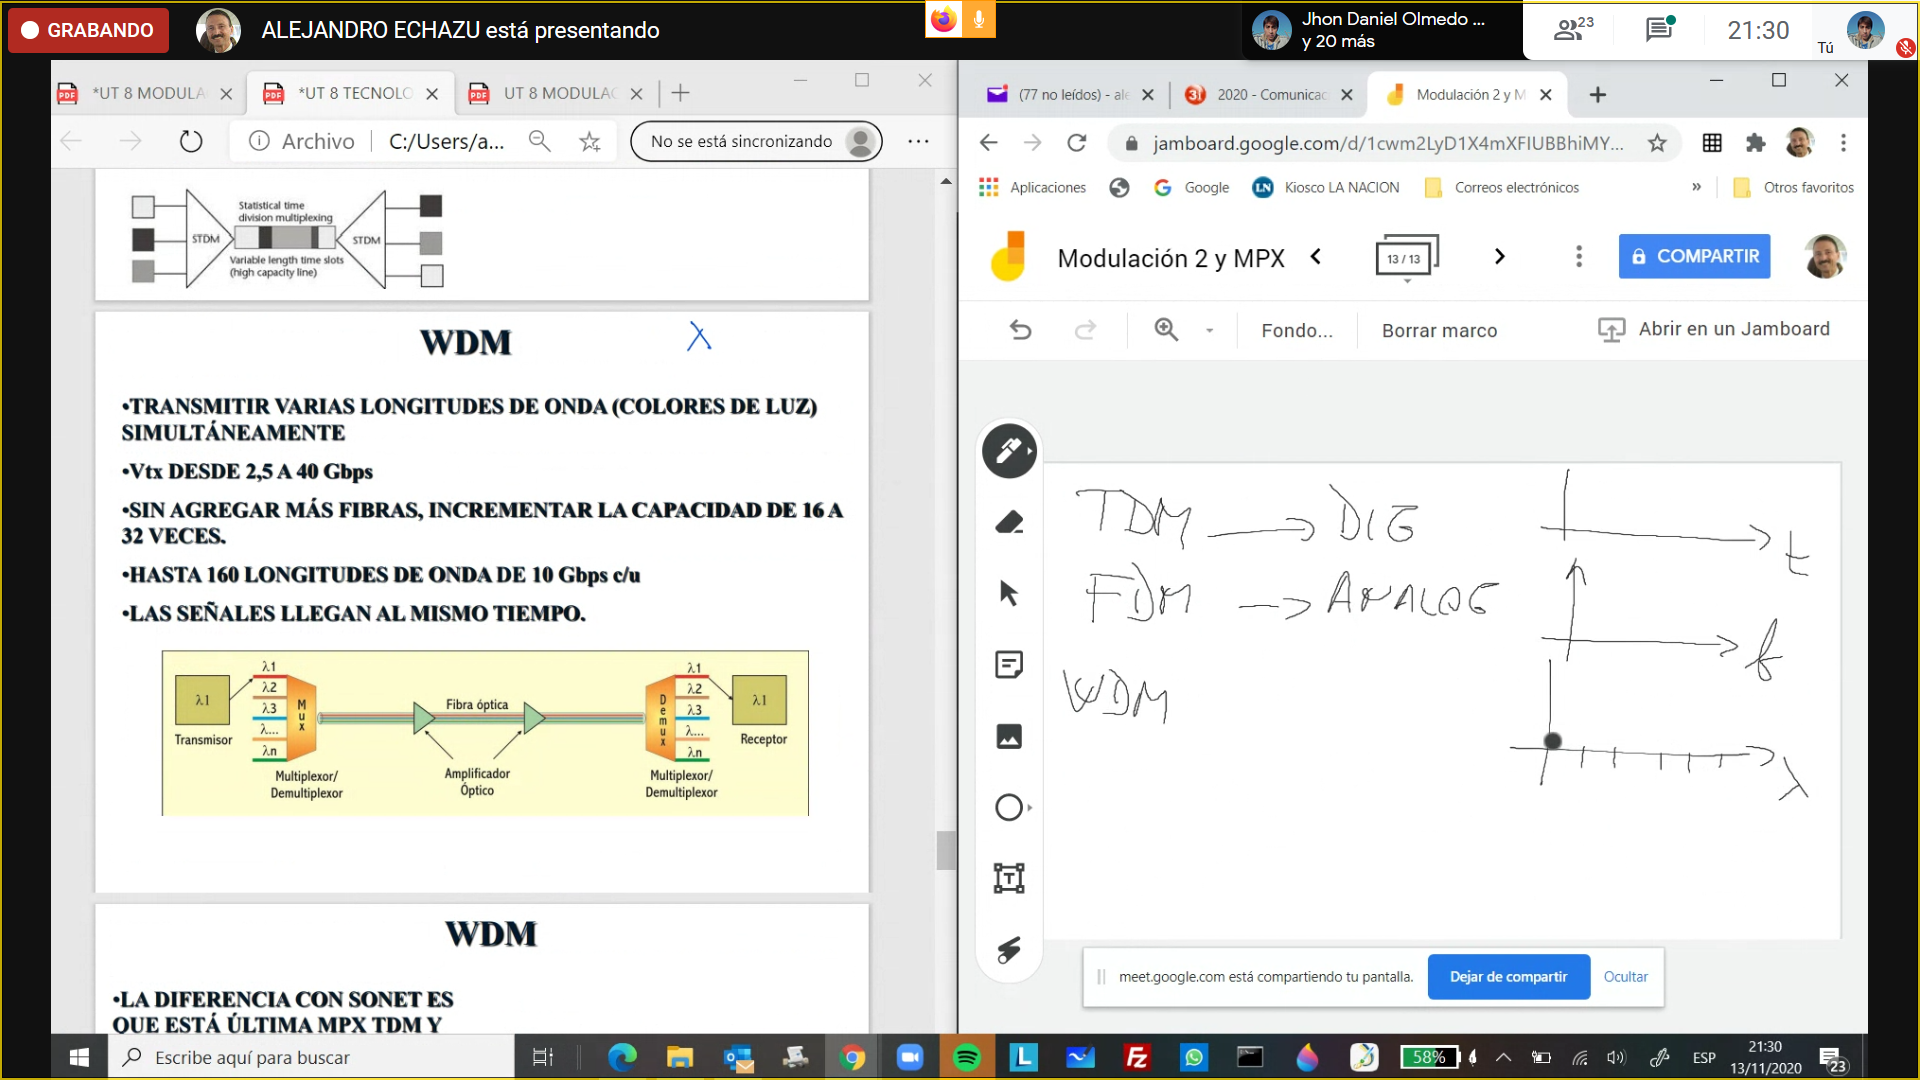 GRABANDO
ALEJANDRO ECHAZU está presentando
Jhon Daniel Olmedo ...
y 20 más
23
21:30
Tú
*UT 8 MODULA
*UT 8 TECNOLO
UT 8 MODULAC
Archivo
C:/Users/a...
No se está sincronizando
STDM
Statistical time
division multiplexing
STDM
Variable length time slots
(high capacity line)
WDM
λ
•TRANSMITIR VARIAS LONGITUDES DE ONDA (COLORES DE LUZ)
SIMULTÁNEAMENTE
•Vtx DESDE 2,5 A 40 Gbps
•SIN AGREGAR MÁS FIBRAS, INCREMENTAR LA CAPACIDAD DE 16 A
32 VECES.
•HASTA 160 LONGITUDES DE ONDA DE 10 Gbps c/u
•LAS SEÑALES LLEGAN AL MISMO TIEMPO.
λ1
Transmisor
λ1
λ2
λ3
λ...
λn
Mux
Multiplexor/
Demultiplexor
Fibra óptica
Amplificador
Óptico
Demux
λ1
λ2
λ3
λ...
λn
Multiplexor/
Demultiplexor
λ1
Receptor
WDM
•LA DIFERENCIA CON SONET ES
QUE ESTÁ ÚLTIMA MPX TDM Y
(77 no leídos) - ale
2020 - Comunicac
Modulación 2 y M
jamboard.google.com/d/1cwm2LyD1X4mXFIUBBhiMY...
Aplicaciones
Google
LN
Kiosco LA NACION
Correos electrónicos
»
Otros favoritos
Modulación 2 y MPX
13 / 13
COMPARTIR
Fondo...
Borrar marco
Abrir en un Jamboard
TDM → DIG
t
FDM → ANALOG
f
WDM
λ
meet.google.com está compartiendo tu pantalla.
Dejar de compartir
Ocultar
Escribe aquí para buscar
58%
ESP
21:30
13/11/2020
23